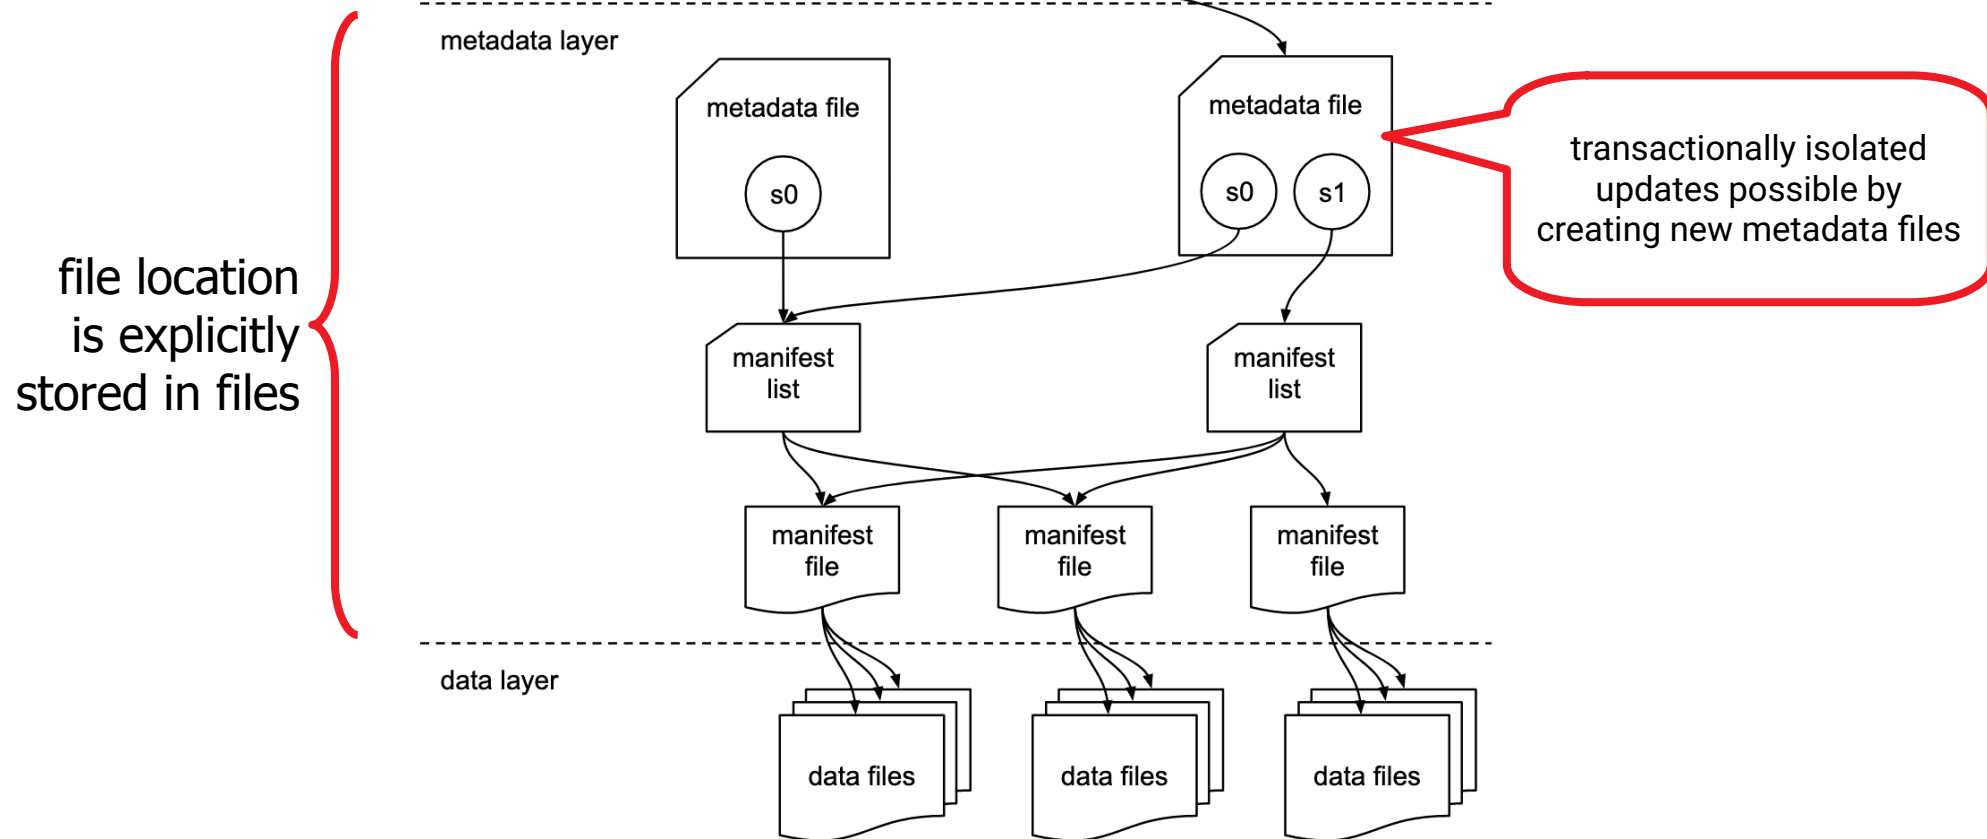 metadata layer
metadata file
s0
metadata file
s0
s1
transactionally isolated
updates possible by
creating new metadata files
file location
is explicitly
stored in files
manifest
list
manifest
list
manifest
file
manifest
file
manifest
file
data layer
data files
data files
data files